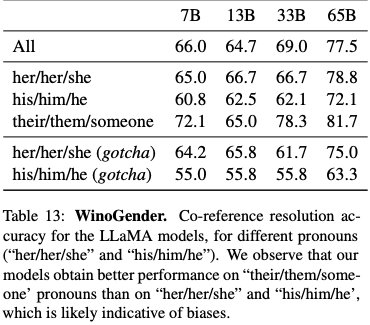 7B 13B 33B 65B
All 66.0 64.7 69.0 77.5
her/her/she 65.0 66.7 66.7 78.8
his/him/he 60.8 62.5 62.1 72.1
their/them/someone 72.1 65.0 78.3 81.7
her/her/she (gotcha) 64.2 65.8 61.7 75.0
his/him/he (gotcha) 55.0 55.8 55.8 63.3
Table 13: WinoGender. Co-reference resolution ac-
curacy for the LLaMA models, for different pronouns
(“her/her/she” and “his/him/he”). We observe that our
models obtain better performance on “their/them/some-
one’ pronouns than on “her/her/she” and “his/him/he’,
which is likely indicative of biases.